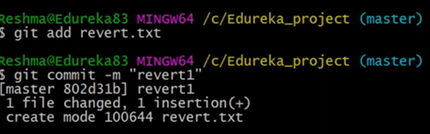 Reshma@Edureka83 MINGW64 /c/Edureka_project (master)
$ git add revert.txt
Reshma@Edureka83 MINGW64 /c/Edureka_project (master)
$ git commit -m "revert1"
[master 802d31b] revert1
 1 file changed, 1 insertion(+)
 create mode 100644 revert.txt